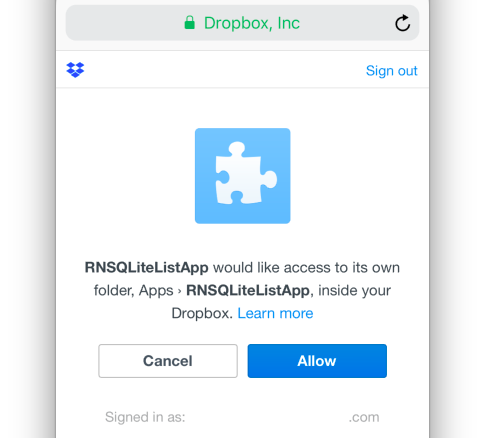 Dropbox, Inc
Sign out
RNSQLiteListApp would like access to its own
folder, Apps › RNSQLiteListApp, inside your
Dropbox. Learn more
Cancel Allow
Signed in as: .com